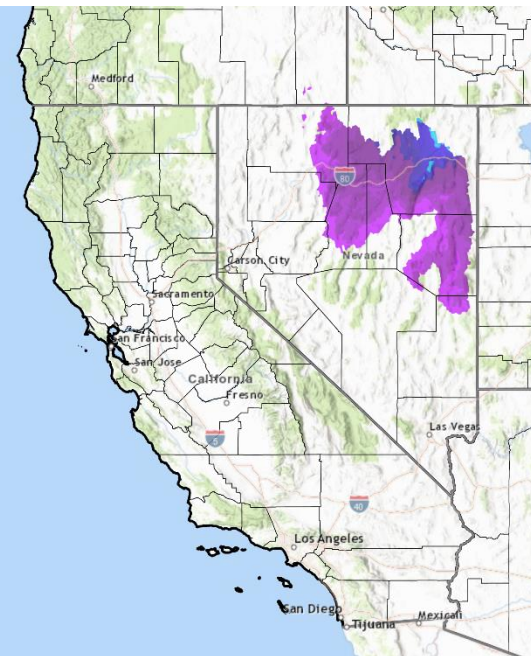 Medford
80
Nevada
Carson City
Sacramento
San Francisco
San Jose
California
Fresno
5
Las Vegas
40
Los Angeles
San Diego
Tijuana
Mexicali